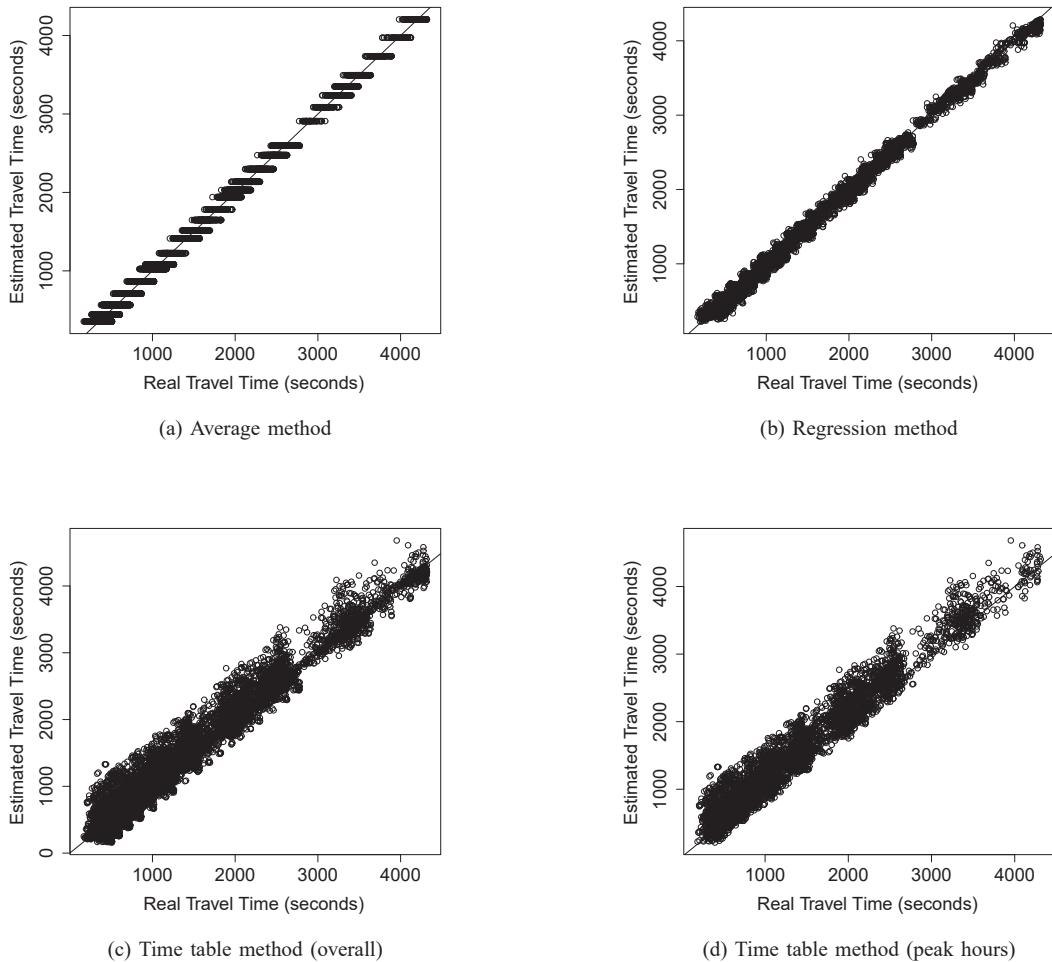 Estimated Travel Time (seconds)
4000
3000
2000
1000
1000 2000 3000 4000
Real Travel Time (seconds)
(a) Average method
Estimated Travel Time (seconds)
4000
3000
2000
1000
1000 2000 3000 4000
Real Travel Time (seconds)
(b) Regression method
Estimated Travel Time (seconds)
4000
3000
2000
1000
0
1000 2000 3000 4000
Real Travel Time (seconds)
(c) Time table method (overall)
Estimated Travel Time (seconds)
4000
3000
2000
1000
1000 2000 3000 4000
Real Travel Time (seconds)
(d) Time table method (peak hours)